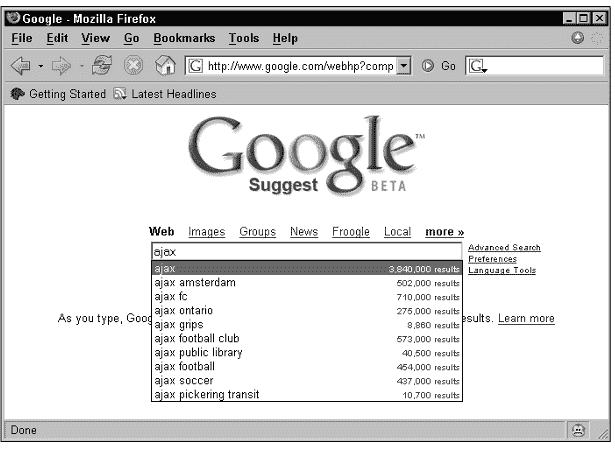 Google - Mozilla Firefox
File Edit View Go Bookmarks Tools Help
G http://www.google.com/webhp?comp Go G
Getting Started Latest Headlines
Google™
Suggest BETA
Web Images Groups News Froogle Local more »
ajax
Advanced Search
Preferences
Language Tools
ajax 3,840,000 results
ajax amsterdam 502,000 results
ajax fc 710,000 results
ajax ontario 275,000 results
ajax grips 8,860 results
ajax football club 573,000 results
ajax public library 40,500 results
ajax football 454,000 results
ajax soccer 437,000 results
ajax pickering transit 10,700 results
As you type, Goog esults. Learn more
Done